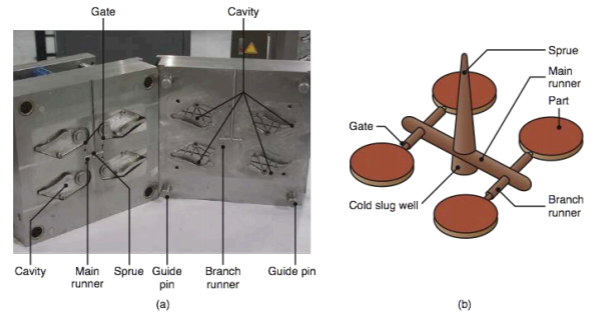 Gate
Cavity
Cavity
Main
runner
Sprue
Guide
pin
Branch
runner
Guide pin
(a)
Sprue
Main
runner
Part
Gate
Cold slug well
Branch
runner
(b)